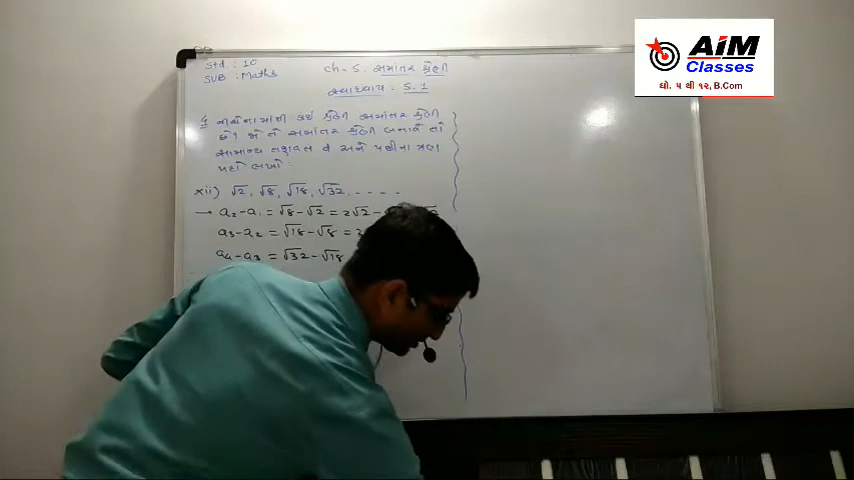 AiM
Classes
ધો. ૫ થી ૧૨, B.Com
Std : 10
SUB : Maths
ch - 5. સમાંતર શ્રેણી
સ્વાધ્યાય : 5.1
4 નીચેનામાંથી કઈ શ્રેણી સમાંતર શ્રેણી
છે? જો તે સમાંતર શ્રેણી બનાવે તો
સામાન્ય તફાવત d અને પછીના ત્રણ
પદો લખો :
xii) √2, √8, √18, √32, - - - -
→ a₂-a₁ = √8-√2 = 2√2-
a₃-a₂ = √18-√8 =
a₄-a₃ = √32-√18